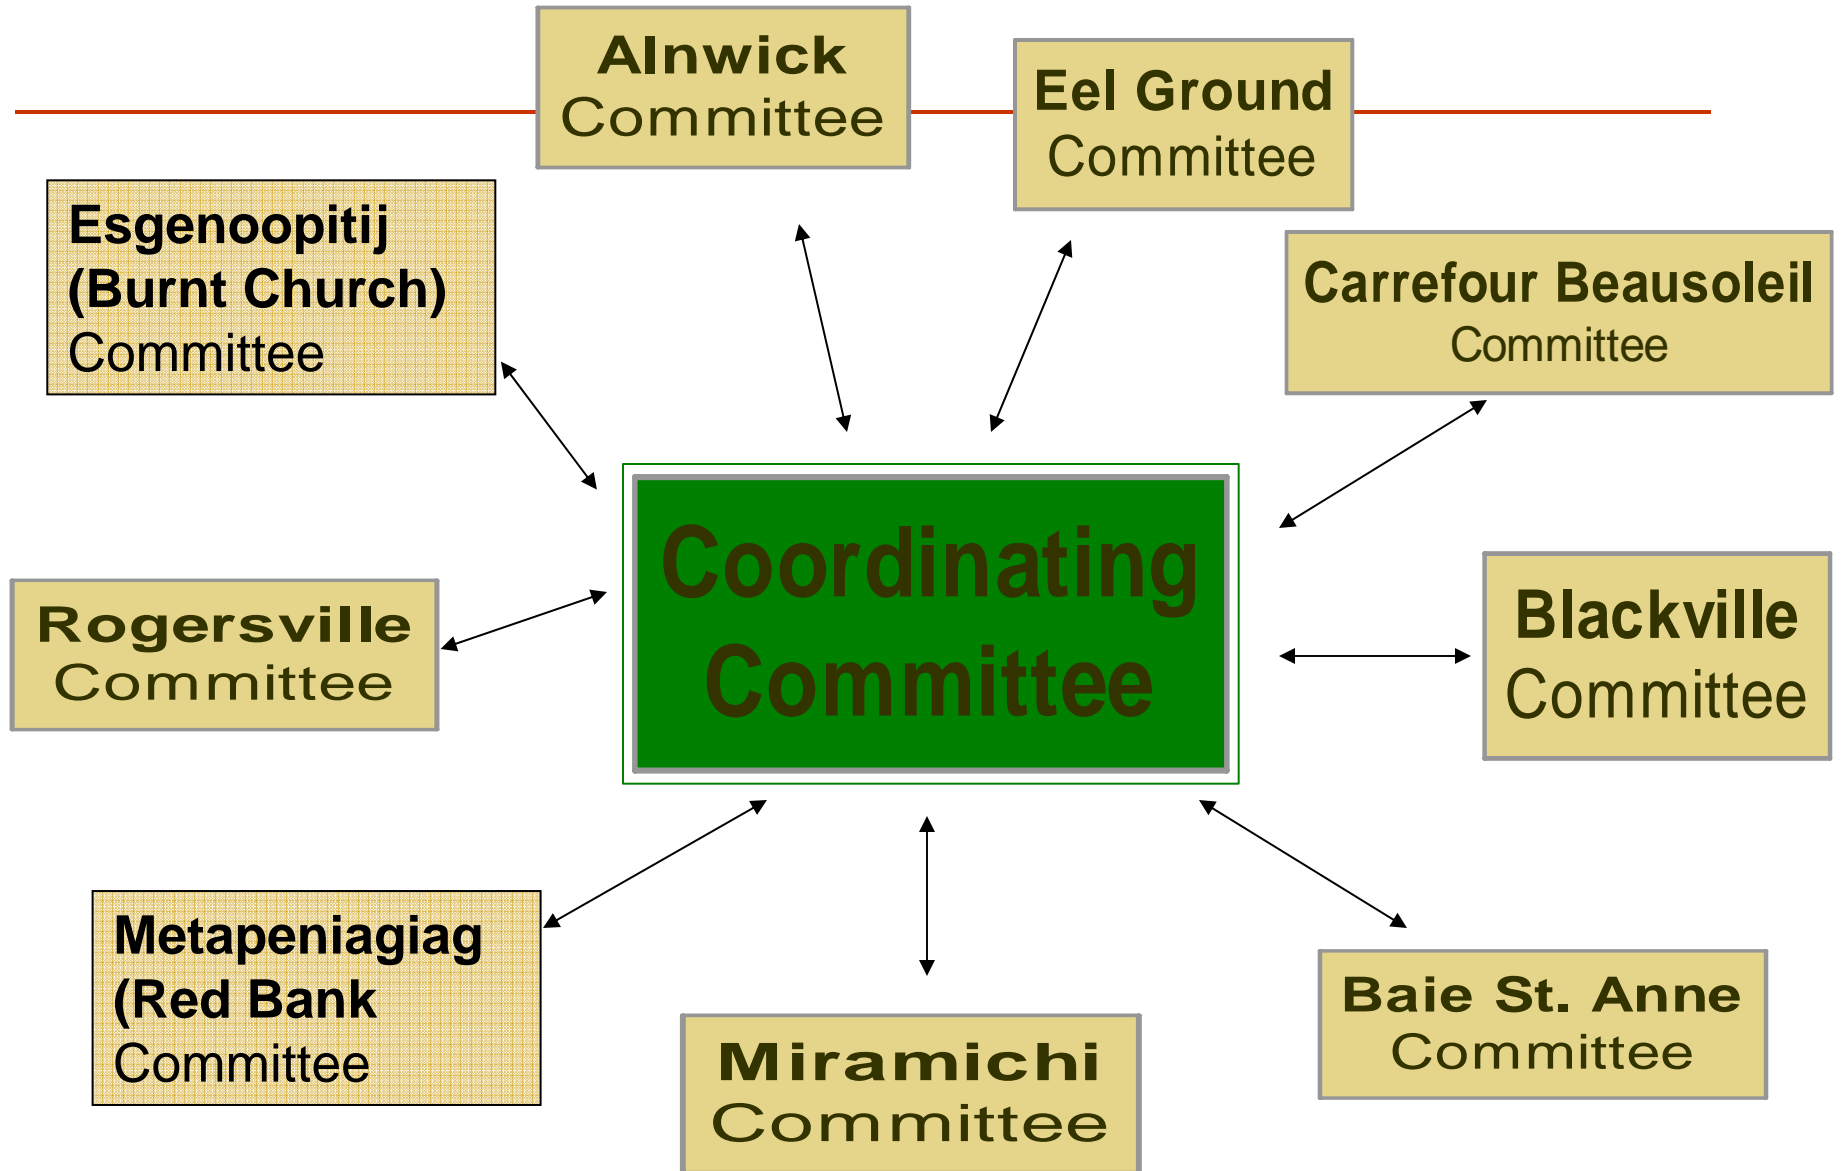 Alnwick
Committee
Eel Ground
Committee
Esgenoopitij
(Burnt Church)
Committee
Carrefour Beausoleil
Committee
Coordinating
Committee
Rogersville
Committee
Blackville
Committee
Metapeniagiag
(Red Bank
Committee
Miramichi
Committee
Baie St. Anne
Committee